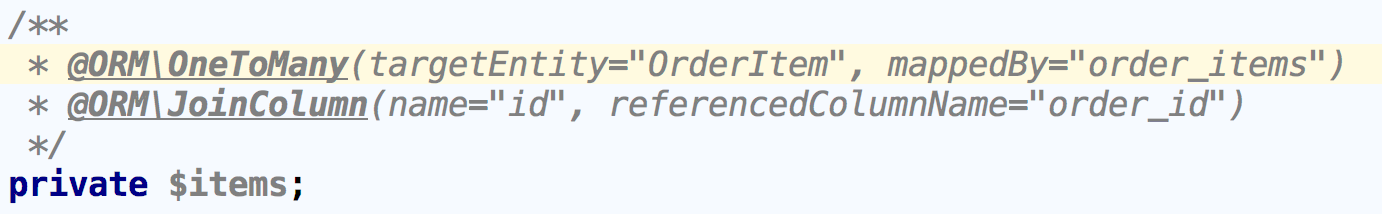 /**
 * @ORM\OneToMany(targetEntity="OrderItem", mappedBy="order_items")
 * @ORM\JoinColumn(name="id", referencedColumnName="order_id")
 */
private $items;